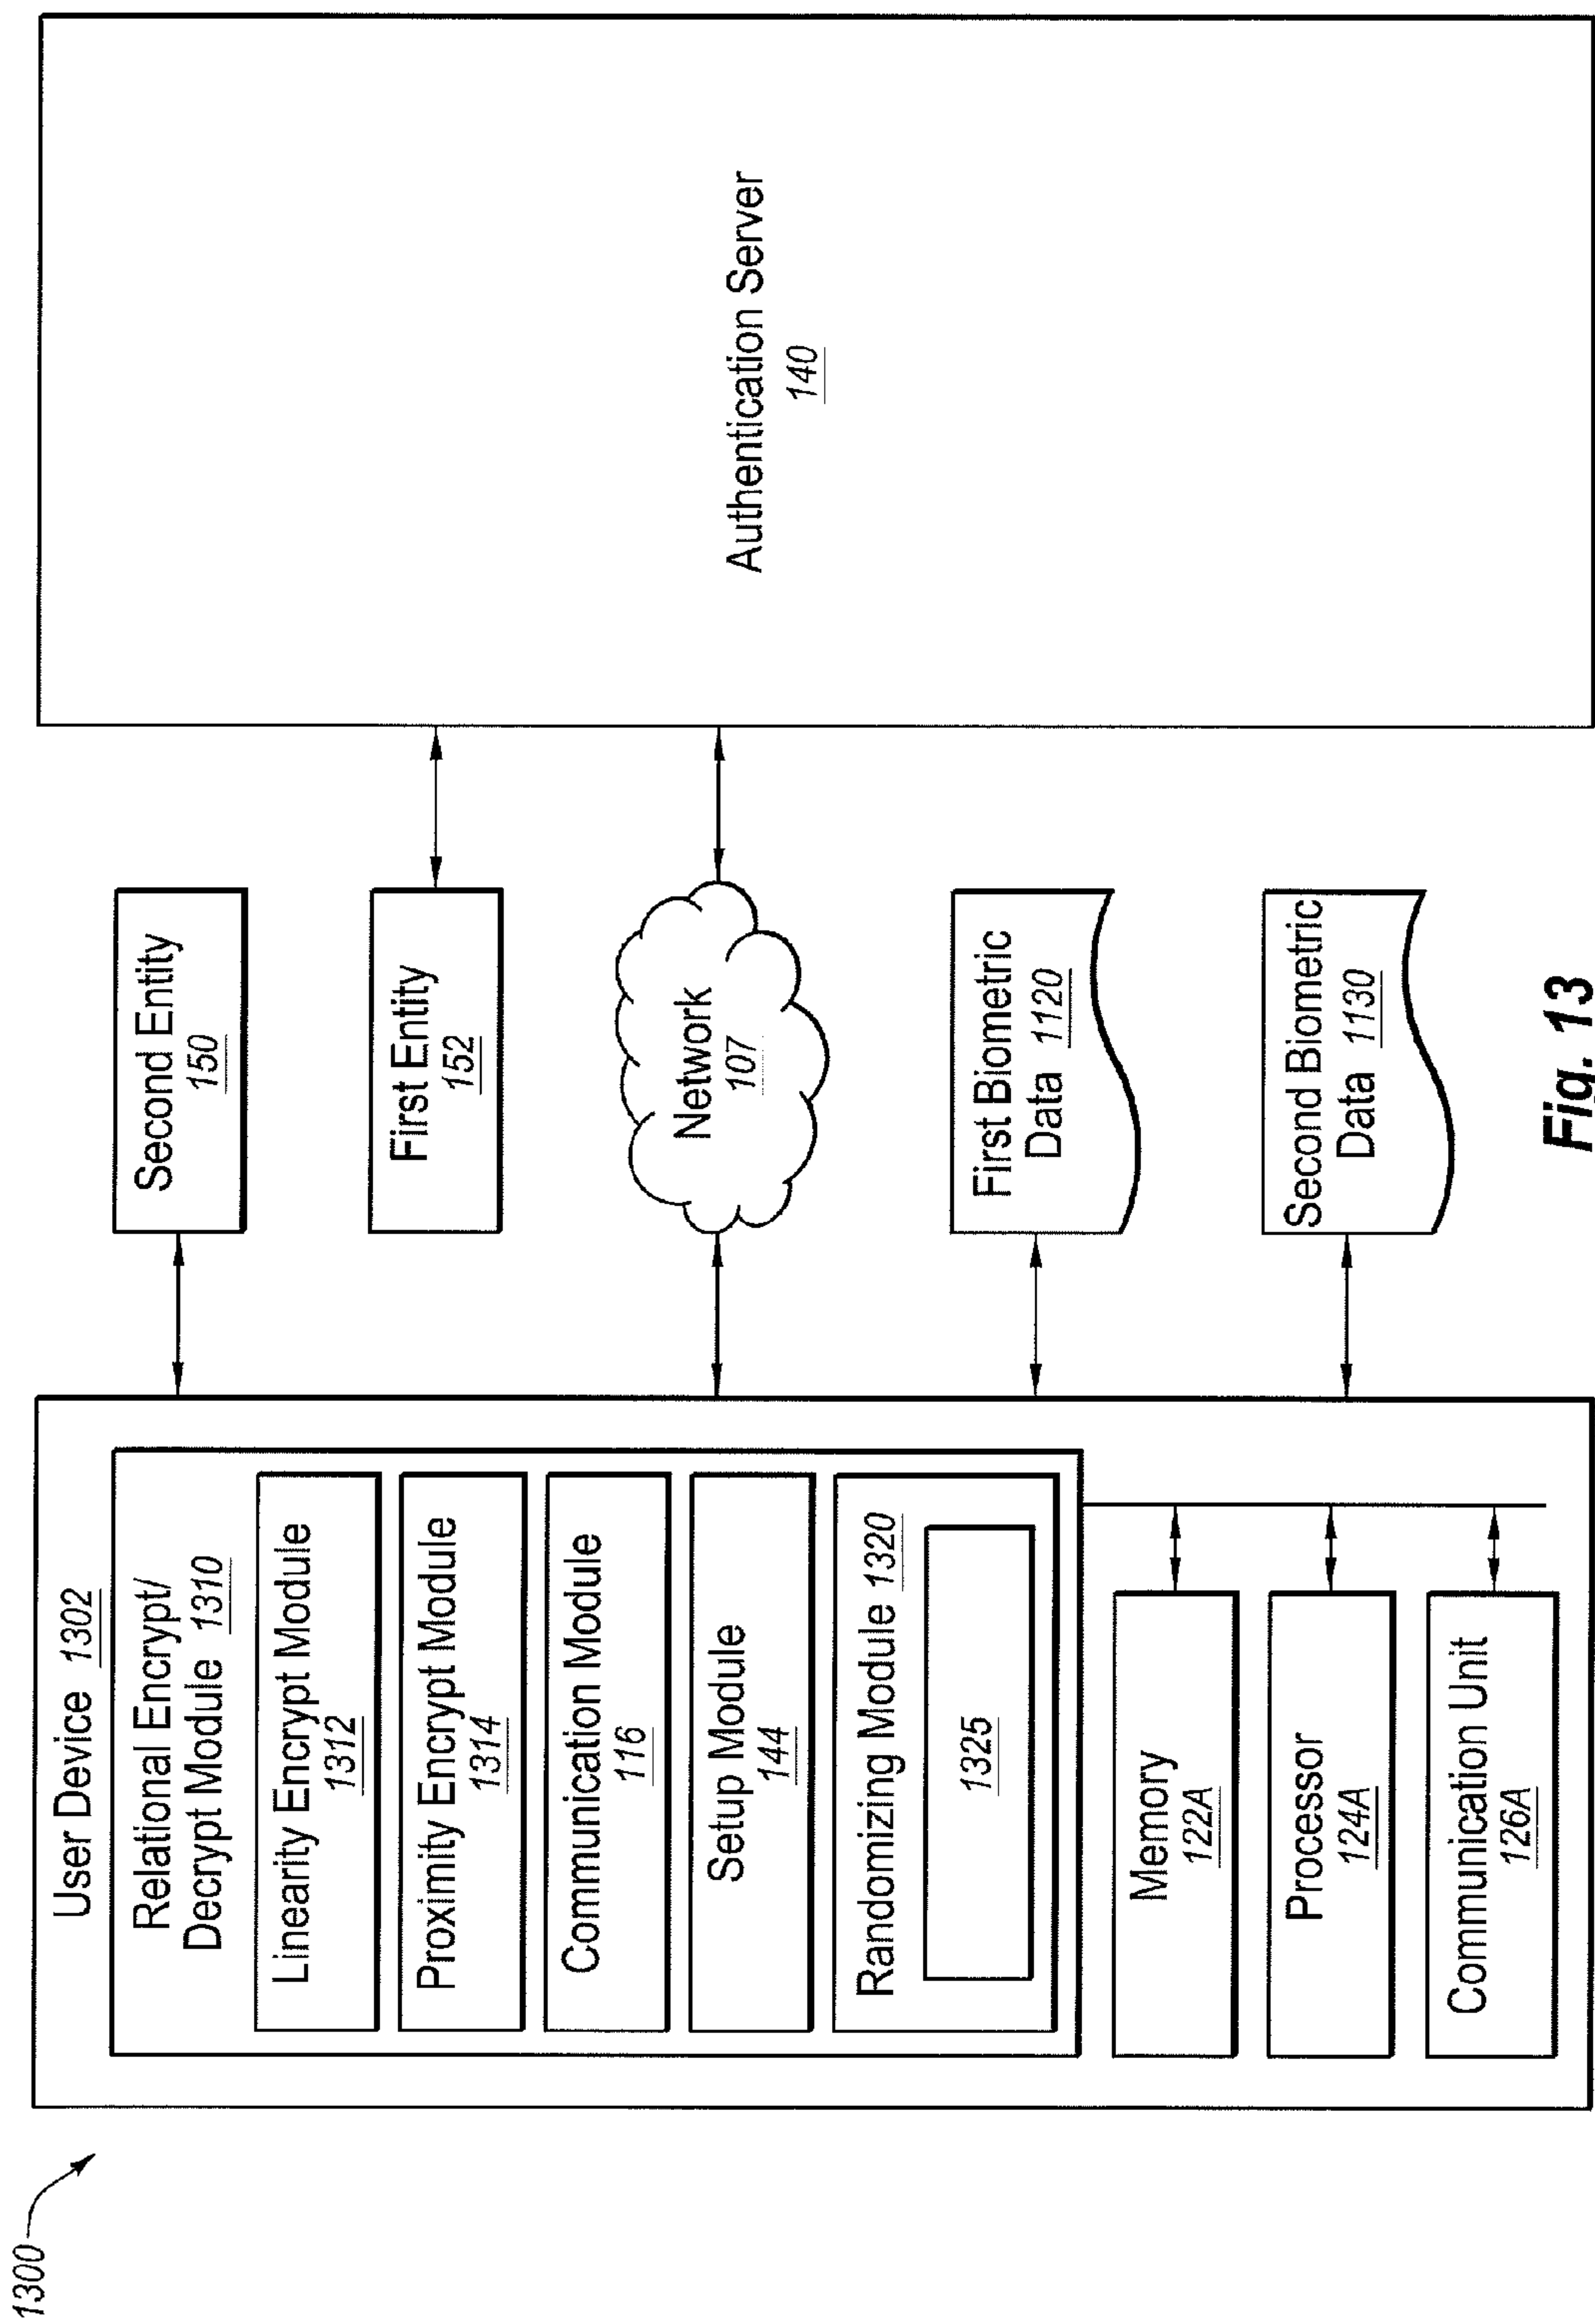 1300
User Device 1302
Relational Encrypt/
Decrypt Module 1310
Linearity Encrypt Module
1312
Proximity Encrypt Module
1314
Communication Module
116
Setup Module
144
Randomizing Module 1320
1325
Memory
122A
Processor
124A
Communication Unit
126A
Second Entity
150
First Entity
152
Network
107
First Biometric
Data 1120
Second Biometric
Data 1130
Authentication Server
140
Fig. 13